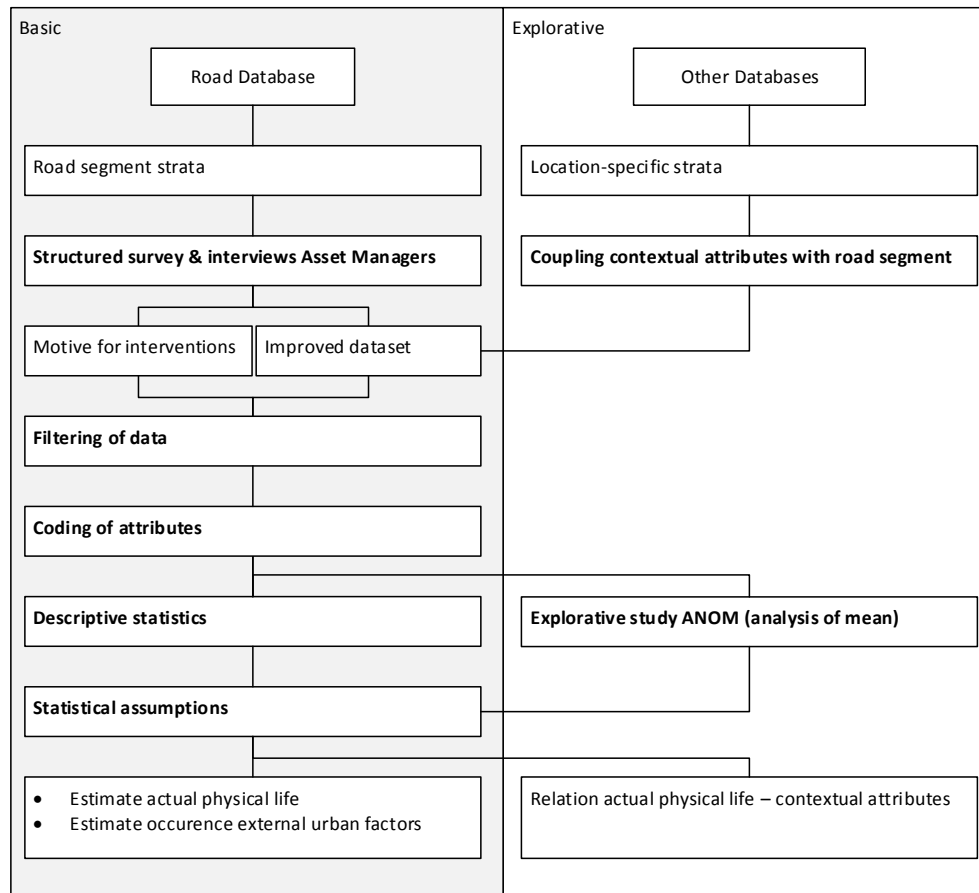 Basic
Explorative
Road Database
Other Databases
Road segment strata
Location-specific strata
Structured survey & interviews Asset Managers
Coupling contextual attributes with road segment
Motive for interventions
Improved dataset
Filtering of data
Coding of attributes
Descriptive statistics
Explorative study ANOM (analysis of mean)
Statistical assumptions
• Estimate actual physical life
• Estimate occurence external urban factors
Relation actual physical life – contextual attributes